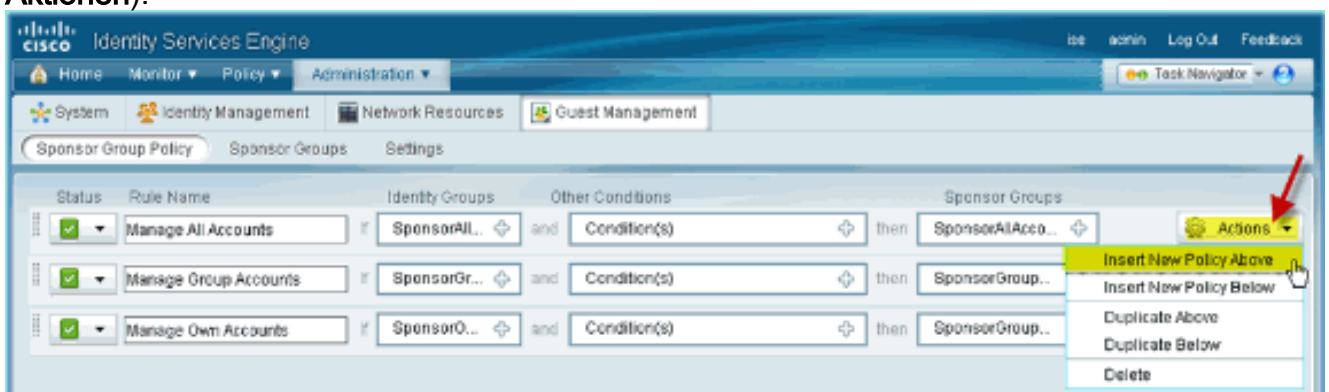 Aktionen).
CISCO Identity Services Engine ise admin Log Out Feedback
Home Monitor Policy Administration Task Navigator
System Identity Management Network Resources Guest Management
Sponsor Group Policy Sponsor Groups Settings
Status Rule Name Identity Groups Other Conditions Sponsor Groups
Manage All Accounts If SponsorAll... and Condition(s) then SponsorAllAcco... Actions
Insert New Policy Above
Manage Group Accounts If SponsorGr... and Condition(s) then SponsorGroup...
Insert New Policy Below
Duplicate Above
Manage Own Accounts If SponsorO... and Condition(s) then SponsorGroup...
Duplicate Below
Delete